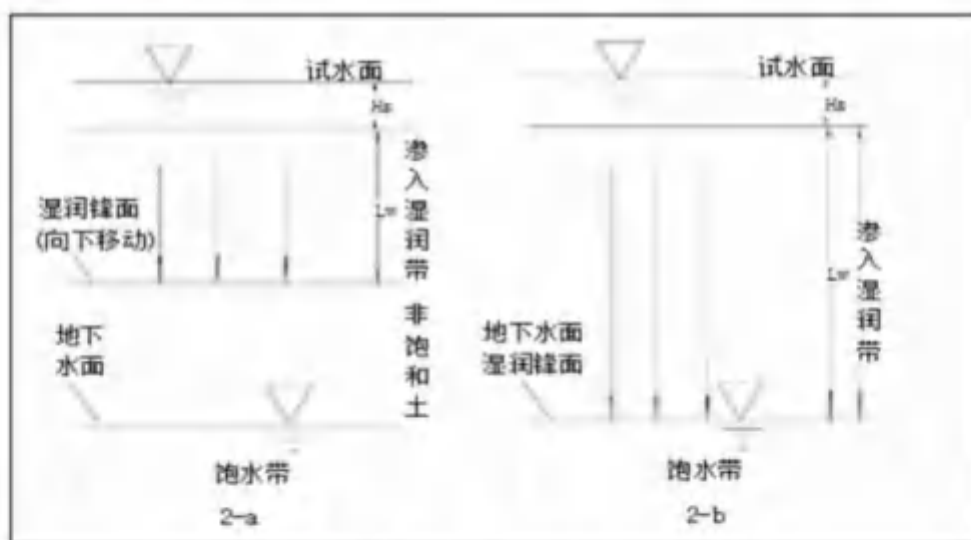 试水面
Hs
渗入湿润带
Lw
湿润锋面
(向下移动)
非饱和土
地下
水面
饱水带
2-a
试水面
Hs
渗入湿润带
Lw
地下水面
湿润锋面
饱水带
2-b